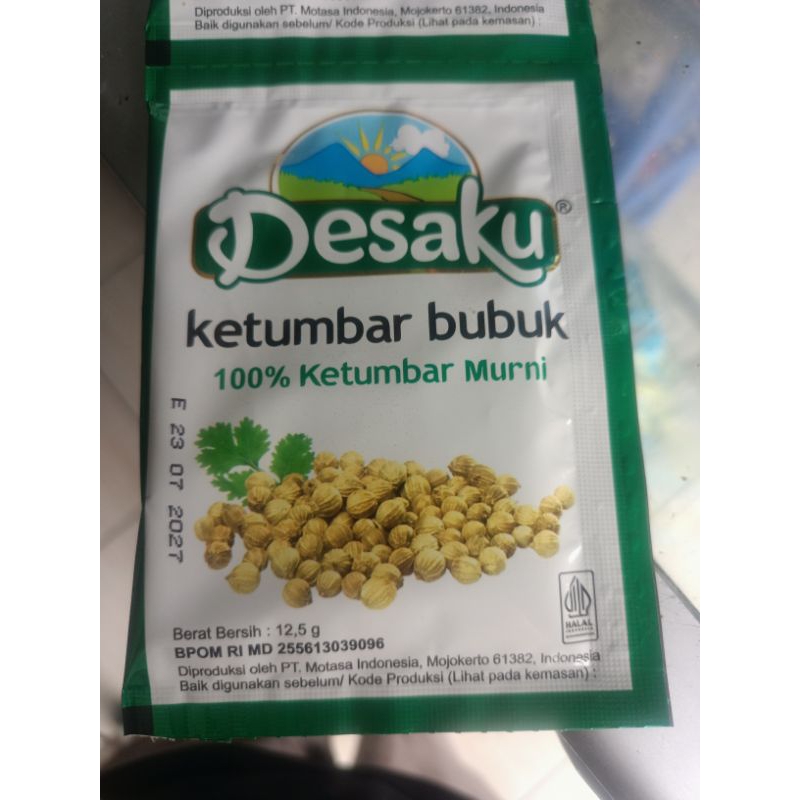 Diproduksi oleh PT. Motasa Indonesia, Mojokerto 61382, Indonesia
Baik digunakan sebelum/ Kode Produksi (Lihat pada kemasan) :
Desaku®
ketumbar bubuk
100% Ketumbar Murni
E 23 07 2027
HALAL
INDONESIA
Berat Bersih : 12,5 g
BPOM RI MD 255613039096
Diproduksi oleh PT. Motasa Indonesia, Mojokerto 61382, Indonesia
Baik digunakan sebelum/ Kode Produksi (Lihat pada kemasan) :